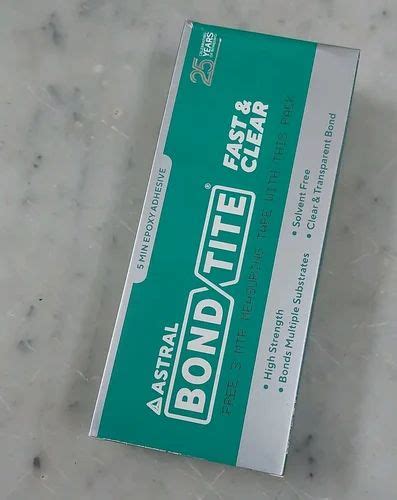 CELEBRATING
25 YEARS
5 MIN EPOXY ADHESIVE
ASTRAL
BOND TITE®
FAST &
CLEAR
FREE 3 MTR MEASURING TAPE WITH THIS PACK
• High Strength
• Bonds Multiple Substrates
• Solvent Free
• Clear & Transparent Bond